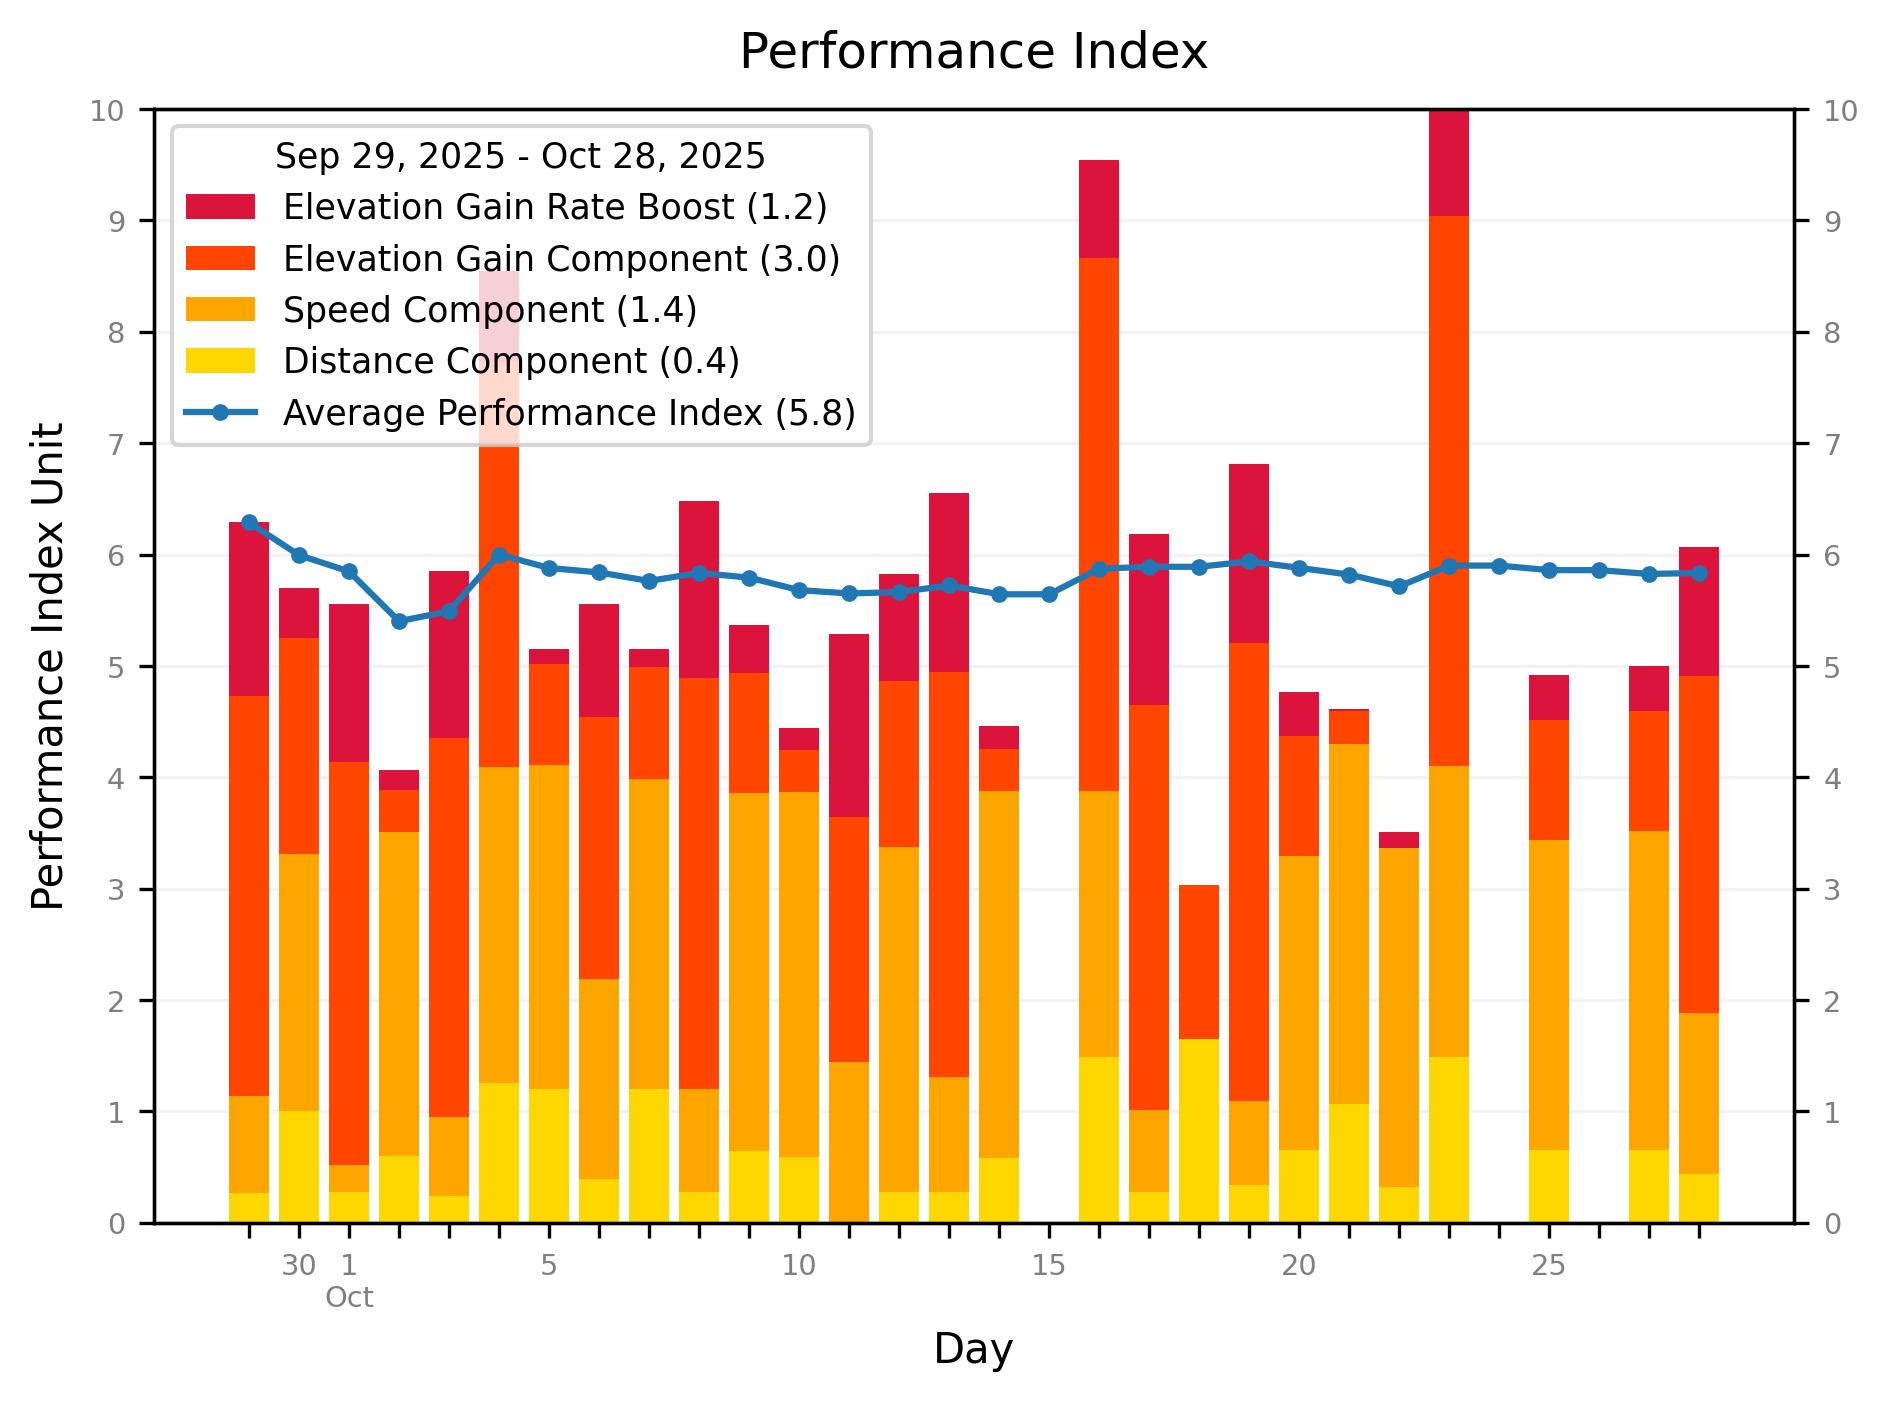 Performance Index
Sep 29, 2025 - Oct 28, 2025
Elevation Gain Rate Boost (1.2)
Elevation Gain Component (3.0)
Speed Component (1.4)
Distance Component (0.4)
Average Performance Index (5.8)
Performance Index Unit
10
9
8
7
6
5
4
3
2
1
0
10
9
8
7
6
5
4
3
2
1
0
30 1 5 10 15 20 25
Oct
Day